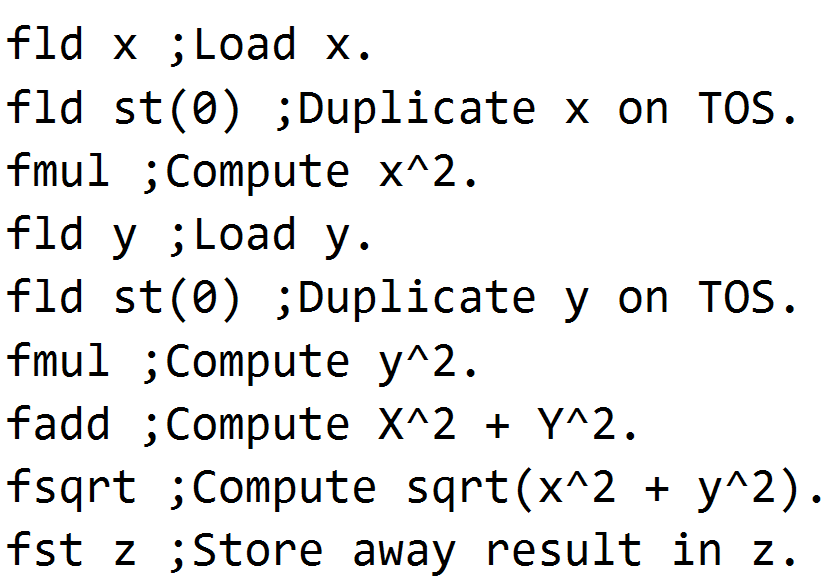 fld x ;Load x.
fld st(0) ;Duplicate x on TOS.
fmul ;Compute x^2.
fld y ;Load y.
fld st(0) ;Duplicate y on TOS.
fmul ;Compute y^2.
fadd ;Compute X^2 + Y^2.
fsqrt ;Compute sqrt(x^2 + y^2).
fst z ;Store away result in z.